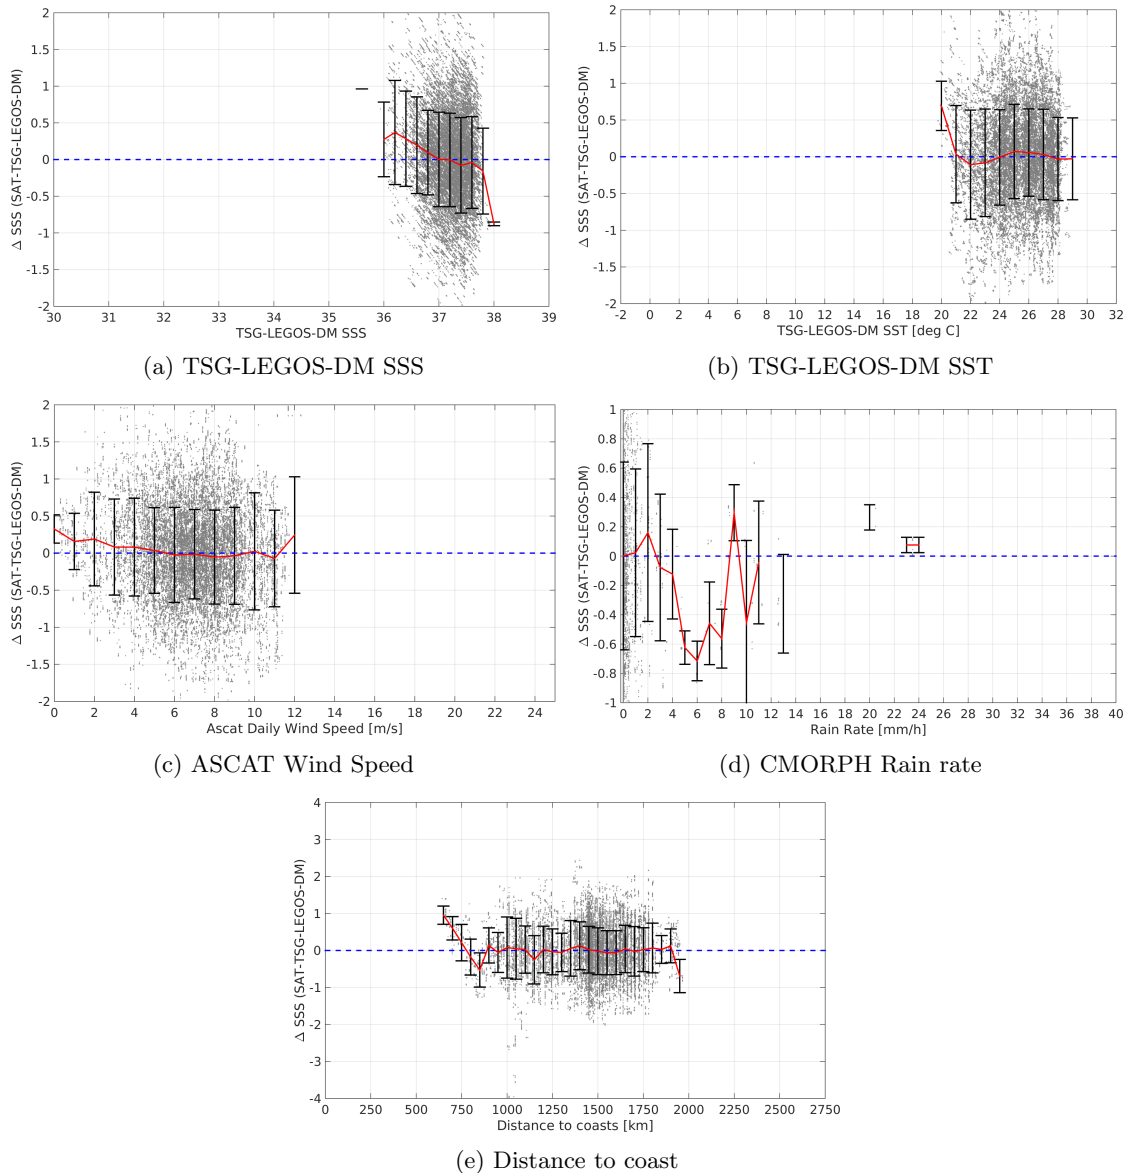 2
1.5
1
0.5
0
-0.5
-1
-1.5
-2
Δ SSS (SAT-TSG-LEGOS-DM)
30 31 32 33 34 35 36 37 38 39
TSG-LEGOS-DM SSS
(a) TSG-LEGOS-DM SSS
2
1.5
1
0.5
0
-0.5
-1
-1.5
-2
Δ SSS (SAT-TSG-LEGOS-DM)
-2 0 2 4 6 8 10 12 14 16 18 20 22 24 26 28 30 32
TSG-LEGOS-DM SST [deg C]
(b) TSG-LEGOS-DM SST
2
1.5
1
0.5
0
-0.5
-1
-1.5
-2
Δ SSS (SAT-TSG-LEGOS-DM)
0 2 4 6 8 10 12 14 16 18 20 22 24
Ascat Daily Wind Speed [m/s]
(c) ASCAT Wind Speed
1
0.8
0.6
0.4
0.2
0
-0.2
-0.4
-0.6
-0.8
-1
Δ SSS (SAT-TSG-LEGOS-DM)
0 2 4 6 8 10 12 14 16 18 20 22 24 26 28 30 32 34 36 38 40
Rain Rate [mm/h]
(d) CMORPH Rain rate
4
3
2
1
0
-1
-2
-3
-4
Δ SSS (SAT-TSG-LEGOS-DM)
0 250 500 750 1000 1250 1500 1750 2000 2250 2500 2750
Distance to coasts [km]
(e) Distance to coast